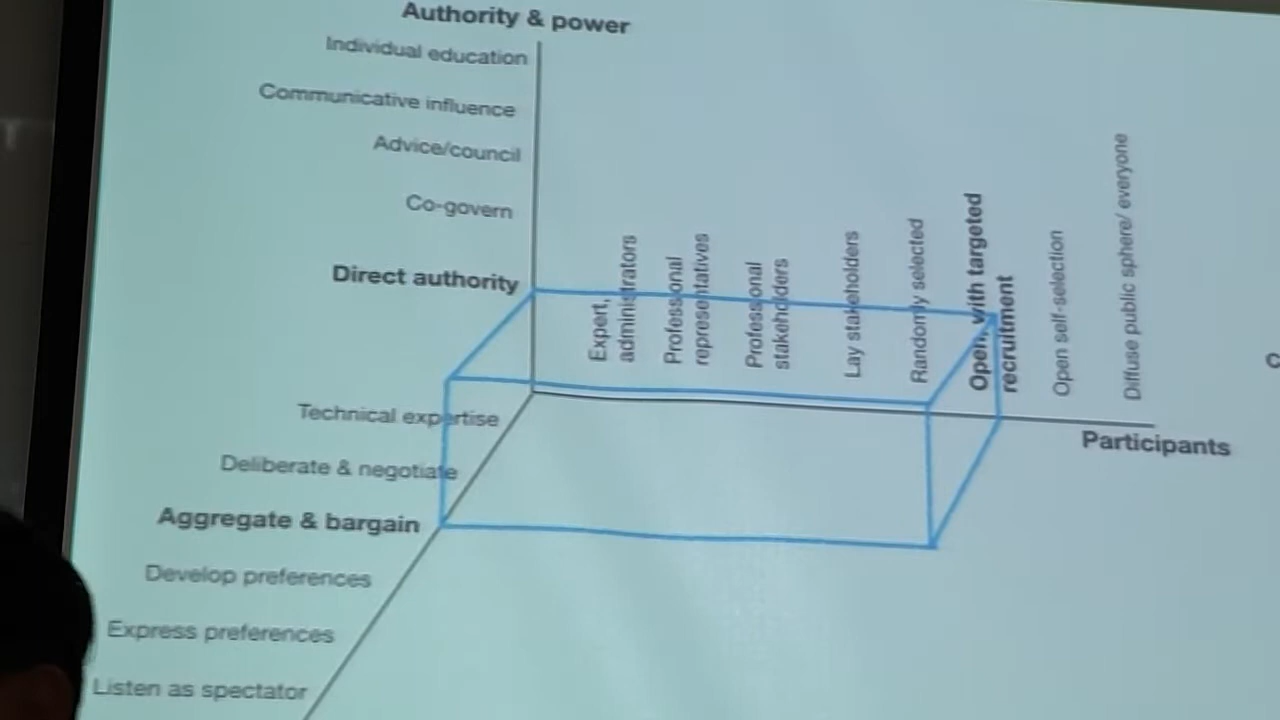 Authority & power
Individual education
Communicative influence
Advice/council
Co-govern
Direct authority
Technical expertise
Deliberate & negotiate
Aggregate & bargain
Develop preferences
Express preferences
Listen as spectator
Expert,
administrators
Professional
representatives
Professional
stakeholders
Lay stakeholders
Randomly selected
Open, with targeted
recruitment
Open self-selection
Diffuse public sphere/ everyone
Participants